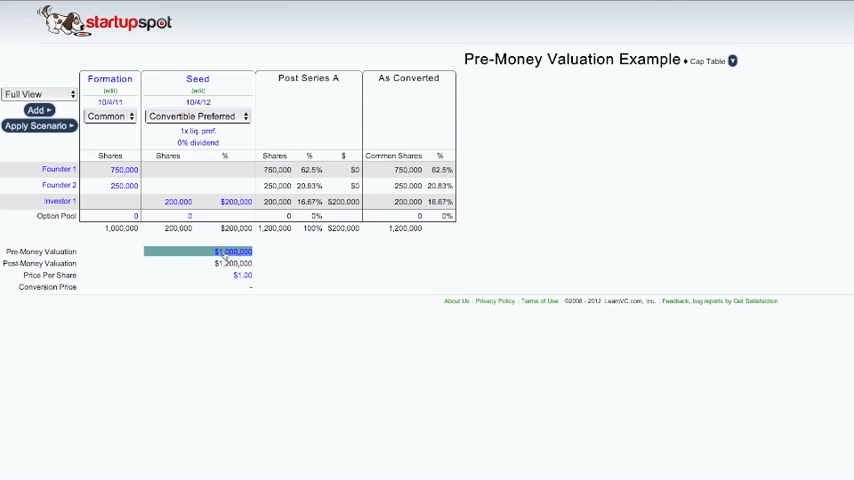 startupspot
Pre-Money Valuation Example ♦ Cap Table
Formation Seed Post Series A As Converted
(edit) (edit)
Full View 10/4/11 10/4/12
Add
Common Convertible Preferred
Apply Scenario
1x liq. pref.
0% dividend
Shares Shares % Shares % $ Common Shares %
Founder 1 750,000 750,000 62.5% $0 750,000 62.5%
Founder 2 250,000 250,000 20.83% $0 250,000 20.83%
Investor 1 200,000 $200,000 200,000 16.67% $200,000 200,000 16.67%
Option Pool 0 0 0 0% 0 0%
1,000,000 200,000 $200,000 1,200,000 100% $200,000 1,200,000
Pre-Money Valuation $1,000,000
Post-Money Valuation $1,200,000
Price Per Share $1.00
Conversion Price -
About Us | Privacy Policy | Terms of Use | ©2008 - 2012 LearnVC.com, Inc. | Feedback, bug reports by Get Satisfaction